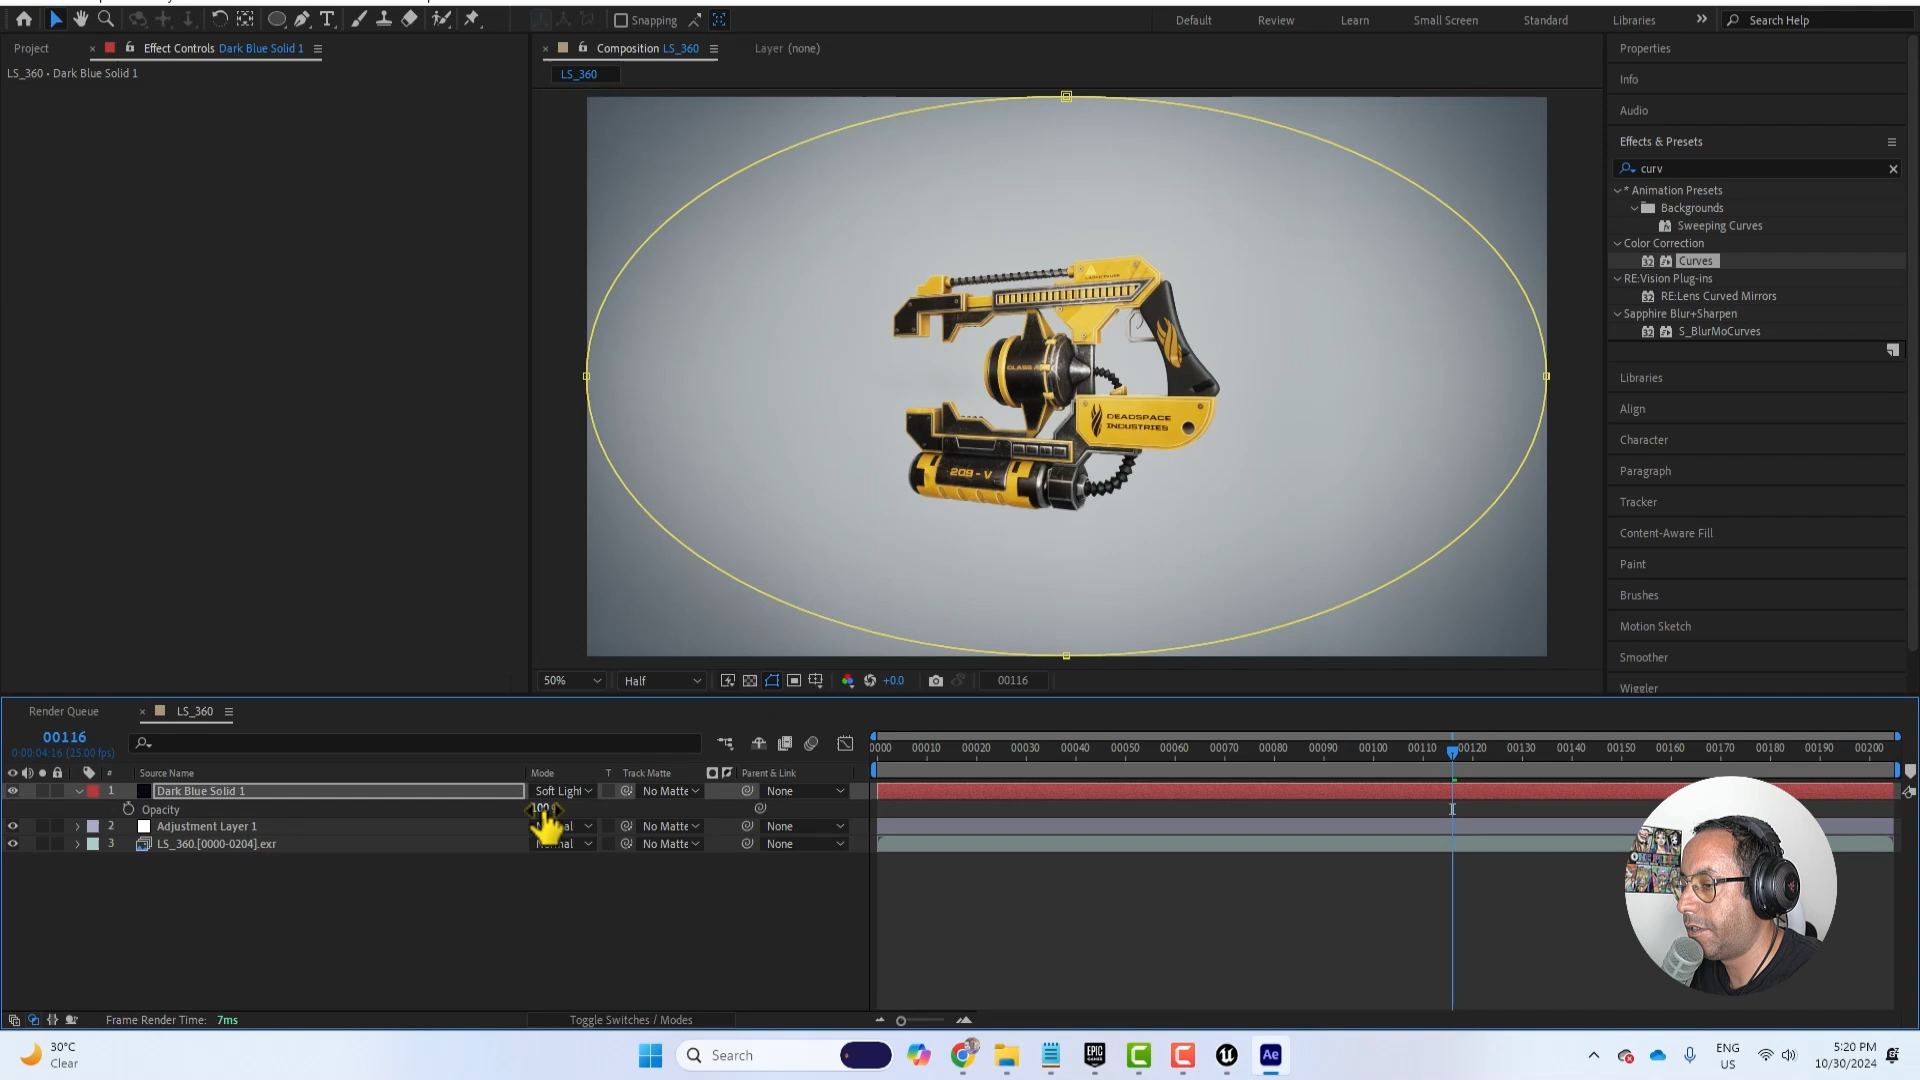 Snapping
Default
Review
Learn
Small Screen
Standard
Libraries
Search Help
Project
Effect Controls Dark Blue Solid 1
Composition LS_360
Layer (none)
LS_360 • Dark Blue Solid 1
LS_360
Properties
Info
Audio
Effects & Presets
curv
* Animation Presets
Backgrounds
Sweeping Curves
Color Correction
Curves
RE:Vision Plug-ins
RE:Lens Curved Mirrors
Sapphire Blur+Sharpen
S_BlurMoCurves
Libraries
Align
Character
Paragraph
Tracker
Content-Aware Fill
Paint
Brushes
Motion Sketch
Smoother
Wiggler
DEADSPACE
INDUSTRIES
209 - V
50%
Half
+0.0
00116
Render Queue
LS_360
00116
0:00:04:16 (25.00 fps)
0000 00010 00020 00030 00040 00050 00060 00070 00080 00090 00100 00110 00120 00130 00140 00150 00160 00170 00180 00190 00200
# Source Name Mode T Track Matte Parent & Link
1 Dark Blue Solid 1 Soft Light No Matte None
Opacity 100
2 Adjustment Layer 1 No Matte None
3 LS_360.[0000-0204].exr Normal No Matte None
Frame Render Time: 7ms
Toggle Switches / Modes
30°C
Clear
Search
EPIC
Ae
ENG
US
5:20 PM
10/30/2024